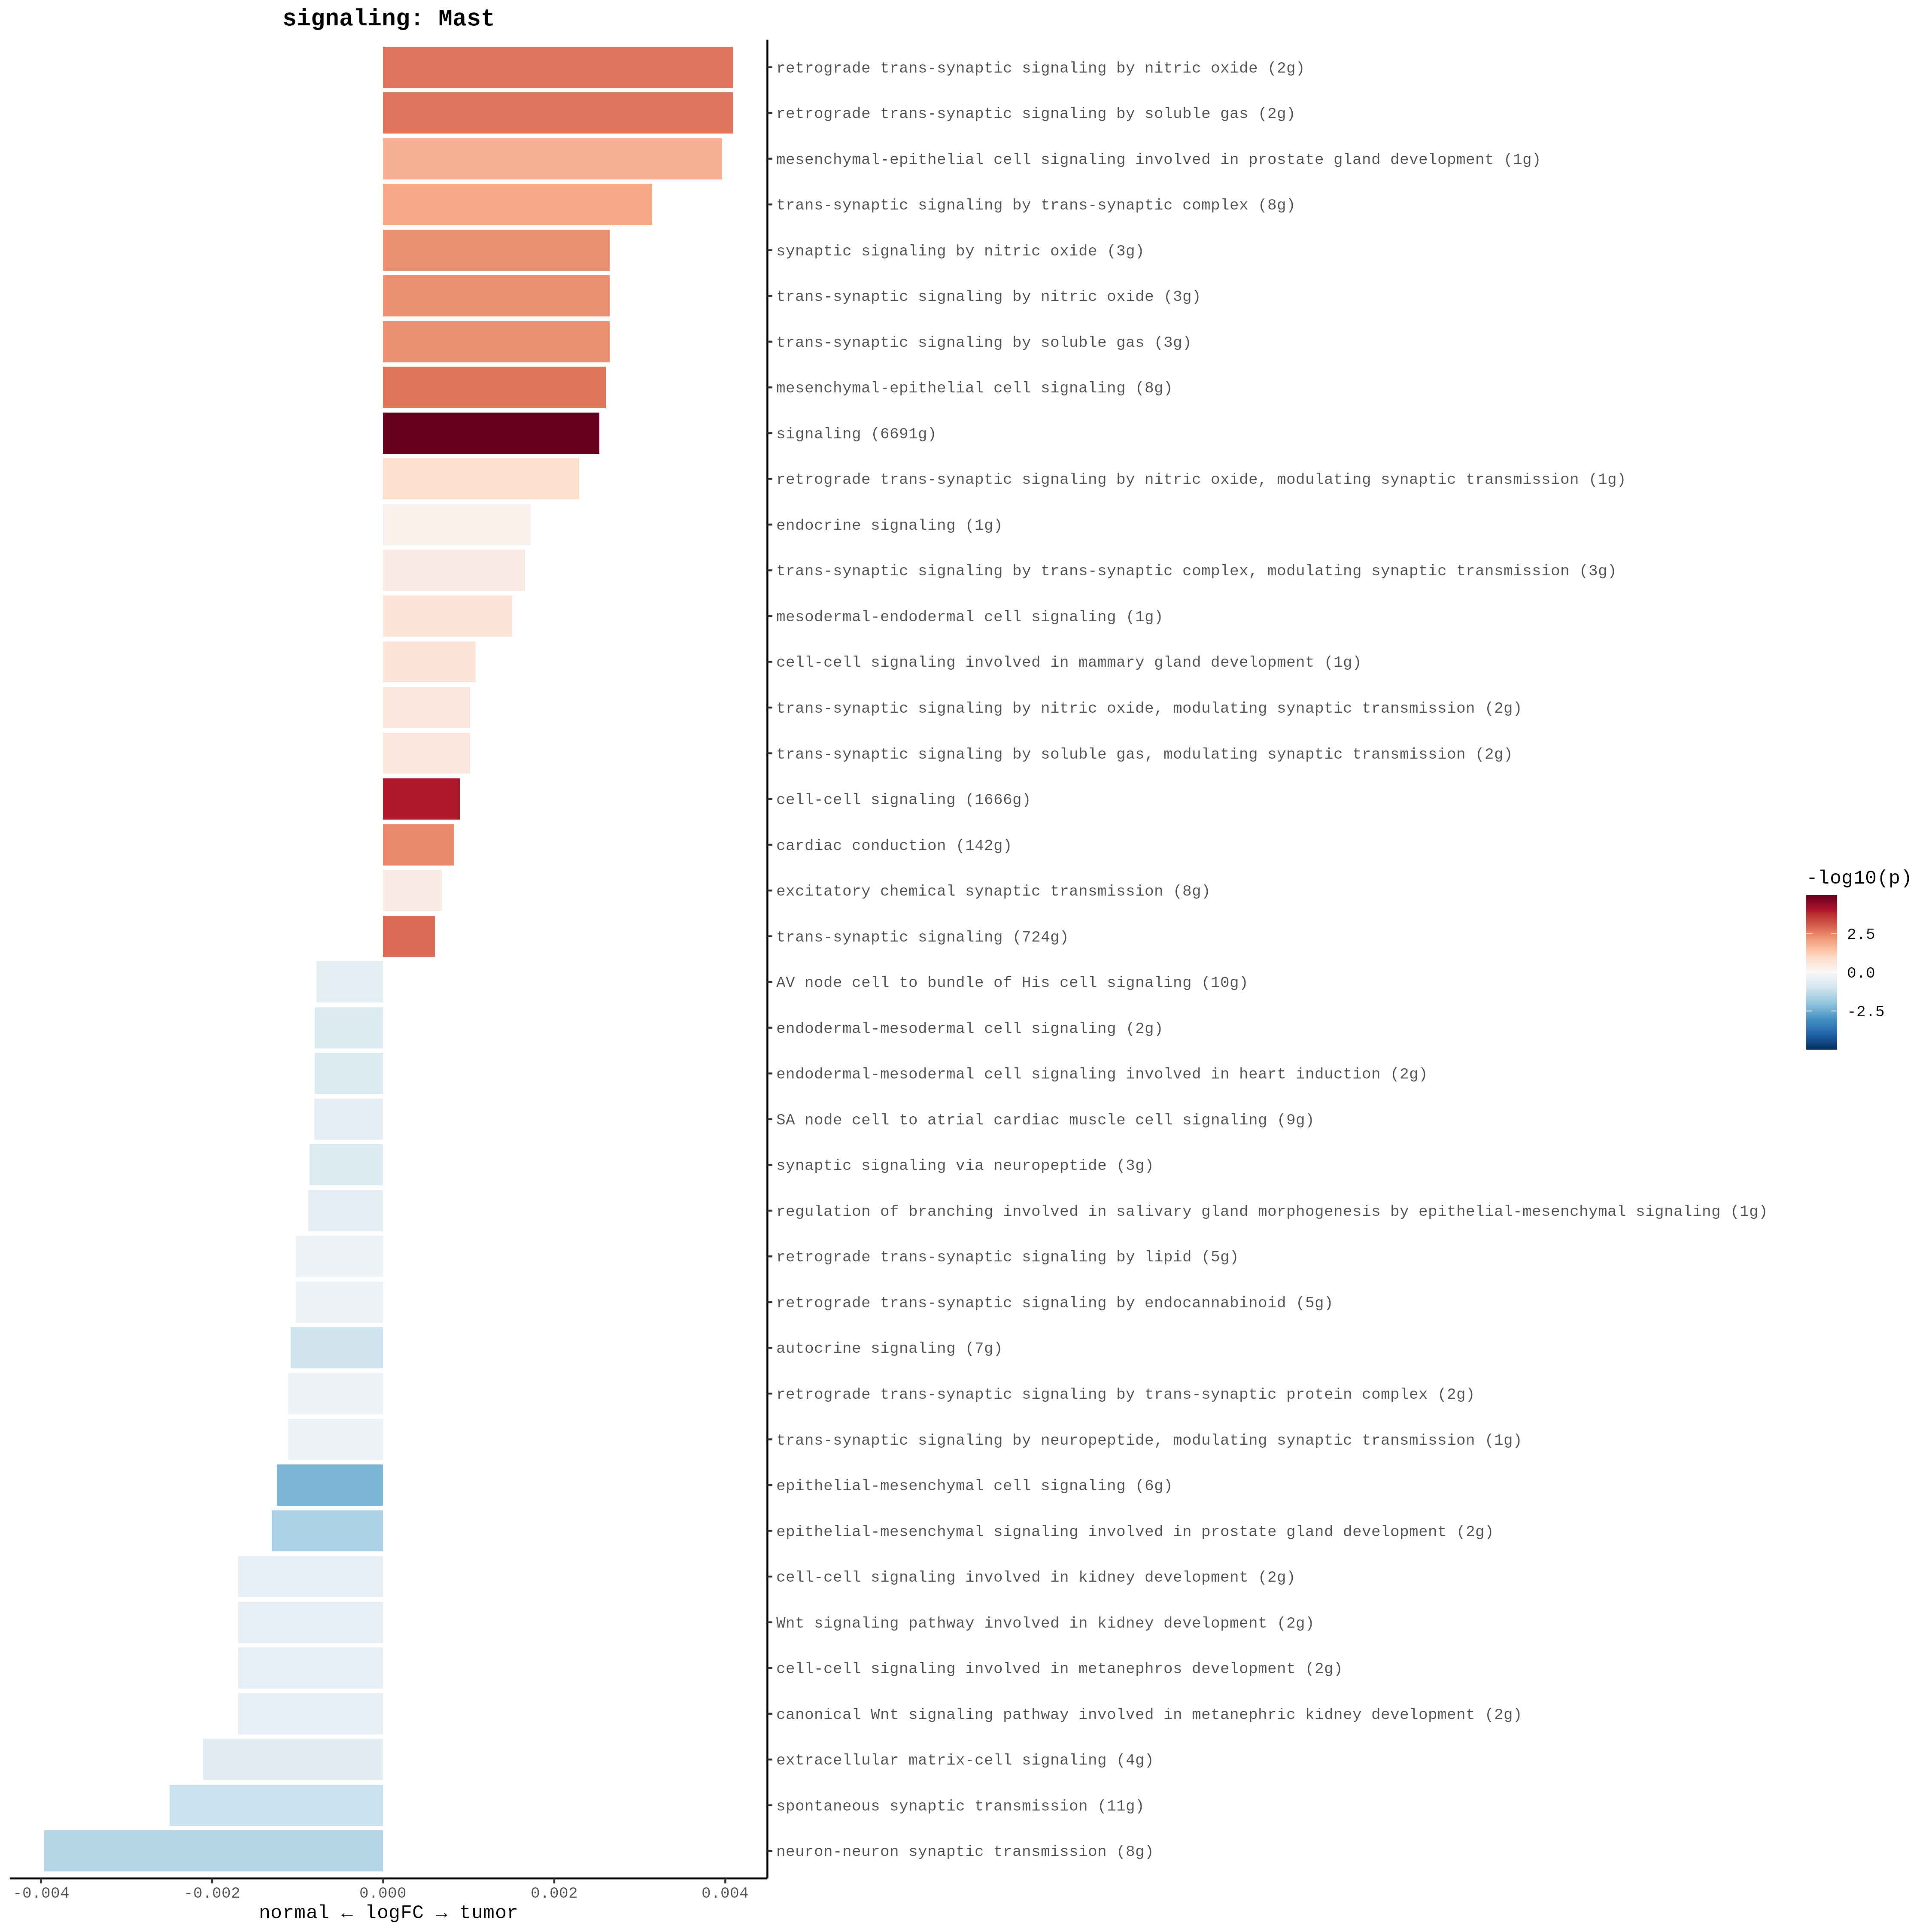 signaling: Mast
retrograde trans-synaptic signaling by nitric oxide (2g)
retrograde trans-synaptic signaling by soluble gas (2g)
mesenchymal-epithelial cell signaling involved in prostate gland development (1g)
trans-synaptic signaling by trans-synaptic complex (8g)
synaptic signaling by nitric oxide (3g)
trans-synaptic signaling by nitric oxide (3g)
trans-synaptic signaling by soluble gas (3g)
mesenchymal-epithelial cell signaling (8g)
signaling (6691g)
retrograde trans-synaptic signaling by nitric oxide, modulating synaptic transmission (1g)
endocrine signaling (1g)
trans-synaptic signaling by trans-synaptic complex, modulating synaptic transmission (3g)
mesodermal-endodermal cell signaling (1g)
cell-cell signaling involved in mammary gland development (1g)
trans-synaptic signaling by nitric oxide, modulating synaptic transmission (2g)
trans-synaptic signaling by soluble gas, modulating synaptic transmission (2g)
cell-cell signaling (1666g)
cardiac conduction (142g)
excitatory chemical synaptic transmission (8g)
trans-synaptic signaling (724g)
AV node cell to bundle of His cell signaling (10g)
endodermal-mesodermal cell signaling (2g)
endodermal-mesodermal cell signaling involved in heart induction (2g)
SA node cell to atrial cardiac muscle cell signaling (9g)
synaptic signaling via neuropeptide (3g)
regulation of branching involved in salivary gland morphogenesis by epithelial-mesenchymal signaling (1g)
retrograde trans-synaptic signaling by lipid (5g)
retrograde trans-synaptic signaling by endocannabinoid (5g)
autocrine signaling (7g)
retrograde trans-synaptic signaling by trans-synaptic protein complex (2g)
trans-synaptic signaling by neuropeptide, modulating synaptic transmission (1g)
epithelial-mesenchymal cell signaling (6g)
epithelial-mesenchymal signaling involved in prostate gland development (2g)
cell-cell signaling involved in kidney development (2g)
Wnt signaling pathway involved in kidney development (2g)
cell-cell signaling involved in metanephros development (2g)
canonical Wnt signaling pathway involved in metanephric kidney development (2g)
extracellular matrix-cell signaling (4g)
spontaneous synaptic transmission (11g)
neuron-neuron synaptic transmission (8g)
-0.004 -0.002 0.000 0.002 0.004
normal ← logFC → tumor
-log10(p)
2.5
0.0
-2.5